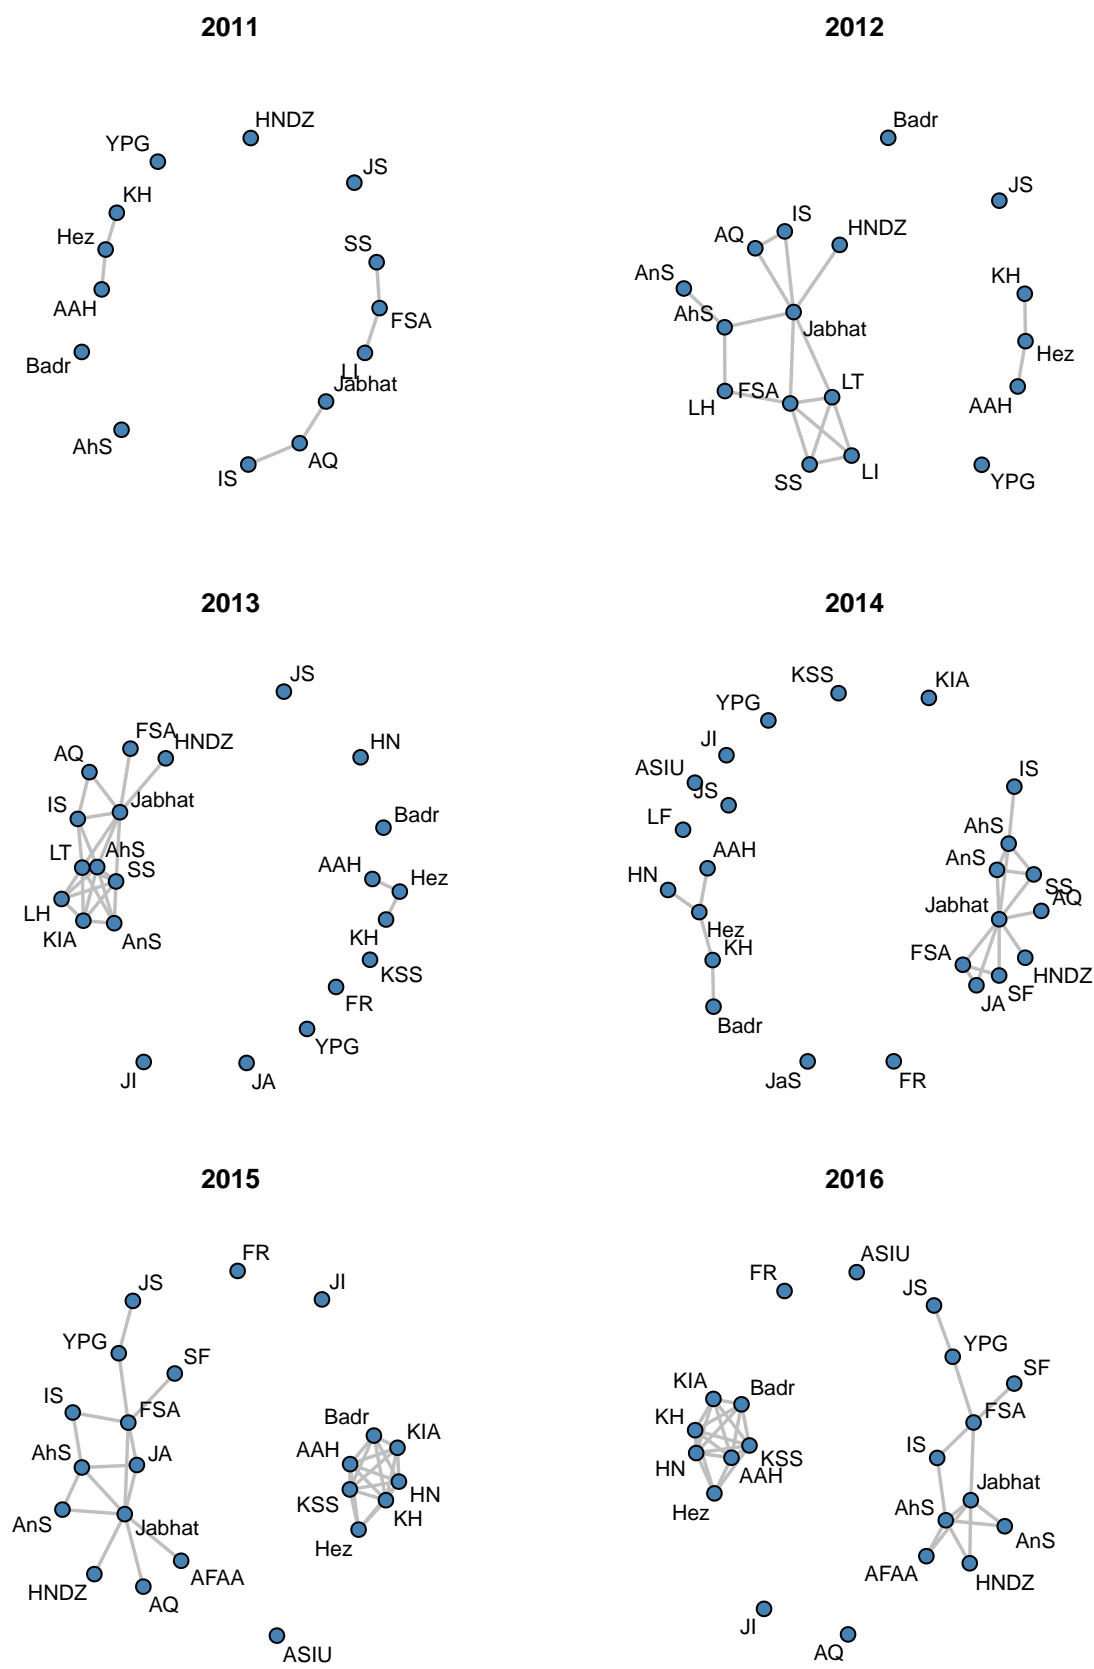 2011
HNDZ
YPG
JS
KH
Hez
SS
AAH
FSA
Badr
LI
Jabhat
AhS
AQ
IS
2012
Badr
JS
IS
AQ
HNDZ
AnS
KH
AhS
Jabhat
Hez
LT
FSA
LH
AAH
LI
SS
YPG
2013
JS
FSA
HNDZ
HN
AQ
IS
Jabhat
Badr
LT
AhS
SS
AAH
Hez
LH
KIA
AnS
KH
KSS
FR
YPG
JI
JA
2014
KSS
KIA
YPG
JI
ASIU
JS
IS
LF
AhS
AAH
AnS
HN
SS
AQ
Jabhat
Hez
KH
FSA
HNDZ
JA
SF
Badr
JaS
FR
2015
FR
JS
JI
YPG
SF
IS
FSA
Badr
KIA
AhS
JA
AAH
KSS
HN
KH
AnS
Jabhat
Hez
HNDZ
AFAA
AQ
ASIU
2016
ASIU
FR
JS
YPG
SF
KIA
Badr
KH
FSA
IS
HN
KSS
AAH
Jabhat
Hez
AhS
AnS
AFAA
HNDZ
JI
AQ